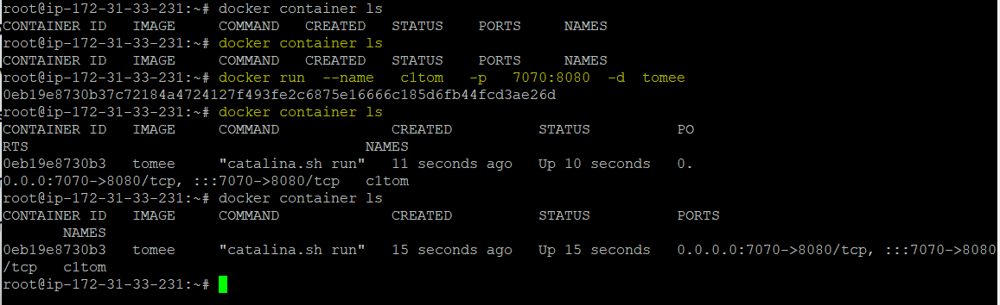 root@ip-172-31-33-231:~# docker container ls
CONTAINER ID   IMAGE     COMMAND   CREATED   STATUS    PORTS     NAMES
root@ip-172-31-33-231:~# docker container ls
CONTAINER ID   IMAGE     COMMAND   CREATED   STATUS    PORTS     NAMES
root@ip-172-31-33-231:~# docker run  --name   c1tom   -p   7070:8080  -d  tomee
0eb19e8730b37c72184a4724127f493fe2c6875e16666c185d6fb44fcd3ae26d
root@ip-172-31-33-231:~# docker container ls
CONTAINER ID   IMAGE     COMMAND             CREATED          STATUS          PO
RTS                                       NAMES
0eb19e8730b3   tomee     "catalina.sh run"   11 seconds ago   Up 10 seconds   0.
0.0.0:7070->8080/tcp, :::7070->8080/tcp   c1tom
root@ip-172-31-33-231:~# docker container ls
CONTAINER ID   IMAGE     COMMAND             CREATED          STATUS          PORTS
       NAMES
0eb19e8730b3   tomee     "catalina.sh run"   15 seconds ago   Up 15 seconds   0.0.0.0:7070->8080/tcp, :::7070->8080
/tcp   c1tom
root@ip-172-31-33-231:~#